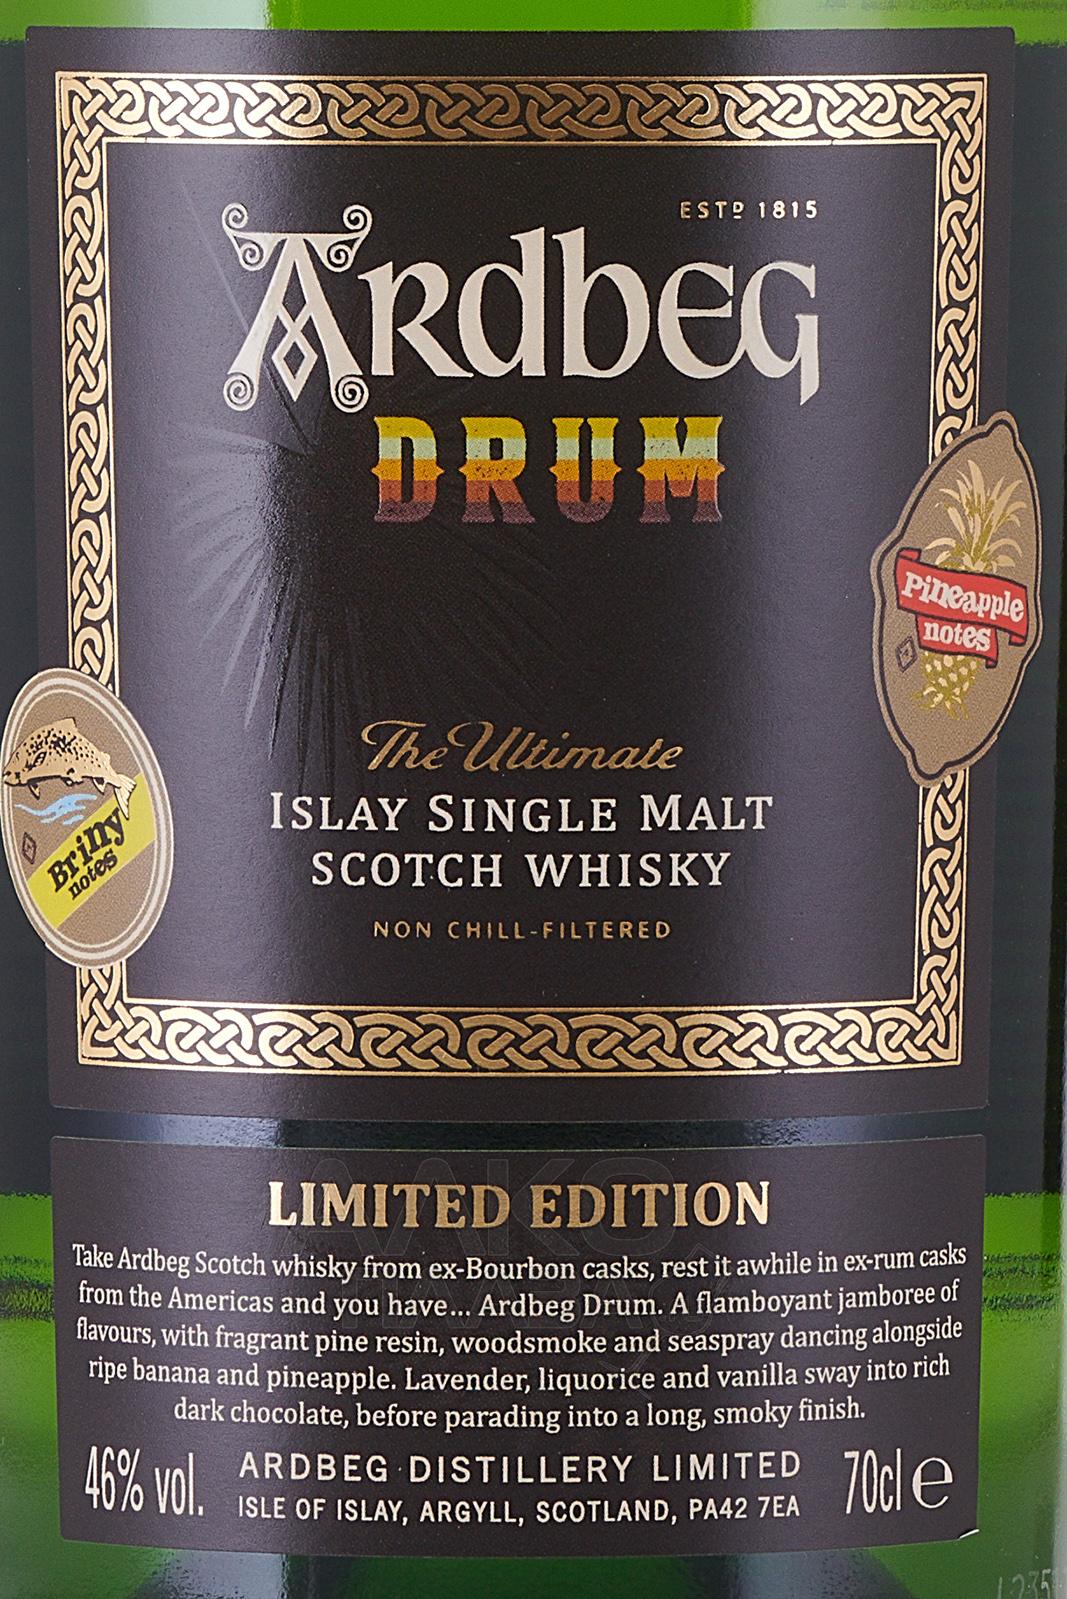 ESTD 1815
ARDBEG
DRUM
Pineapple
notes
The Ultimate
ISLAY SINGLE MALT
SCOTCH WHISKY
Briny
notes
NON CHILL-FILTERED
LIMITED EDITION
Take Ardbeg Scotch whisky from ex-Bourbon casks, rest it awhile in ex-rum casks
from the Americas and you have... Ardbeg Drum. A flamboyant jamboree of
flavours, with fragrant pine resin, woodsmoke and seaspray dancing alongside
ripe banana and pineapple. Lavender, liquorice and vanilla sway into rich
dark chocolate, before parading into a long, smoky finish.
46% vol. ARDBEG DISTILLERY LIMITED 70cl e
ISLE OF ISLAY, ARGYLL, SCOTLAND, PA42 7EA